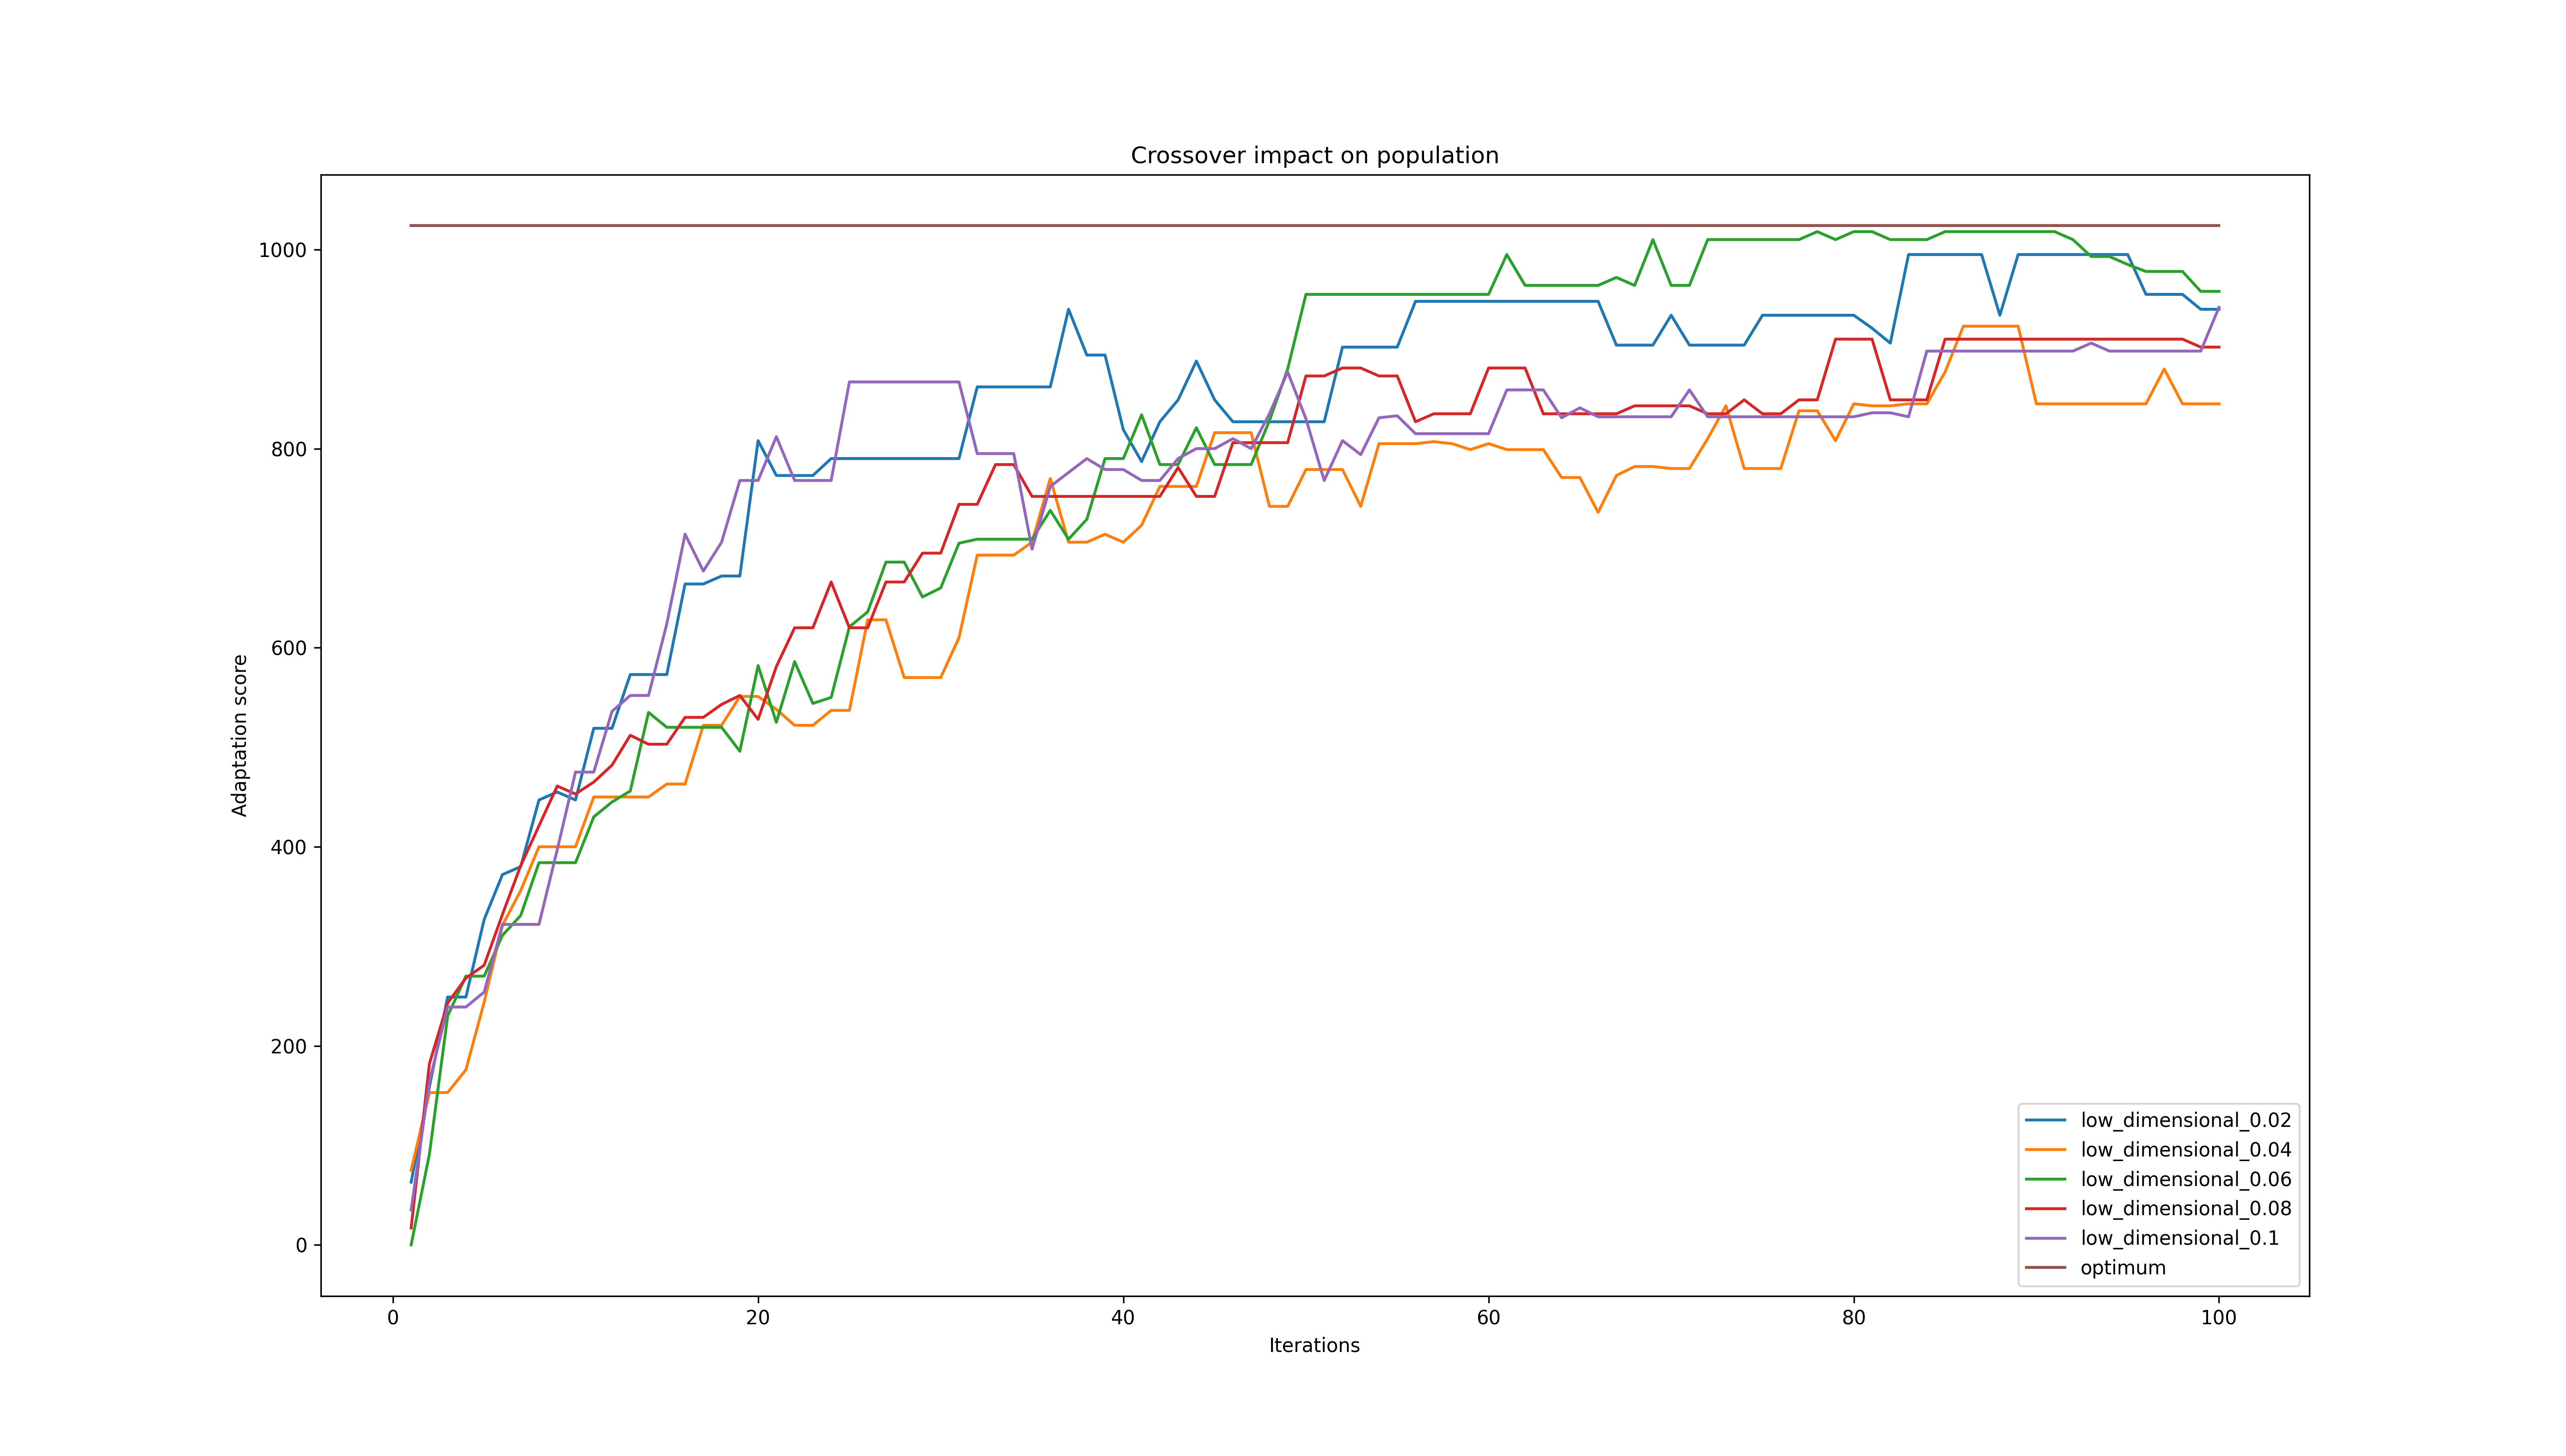 Crossover impact on population
1000
800
600
400
200
0
Adaptation score
0 20 40 60 80 100
Iterations
low_dimensional_0.02
low_dimensional_0.04
low_dimensional_0.06
low_dimensional_0.08
low_dimensional_0.1
optimum